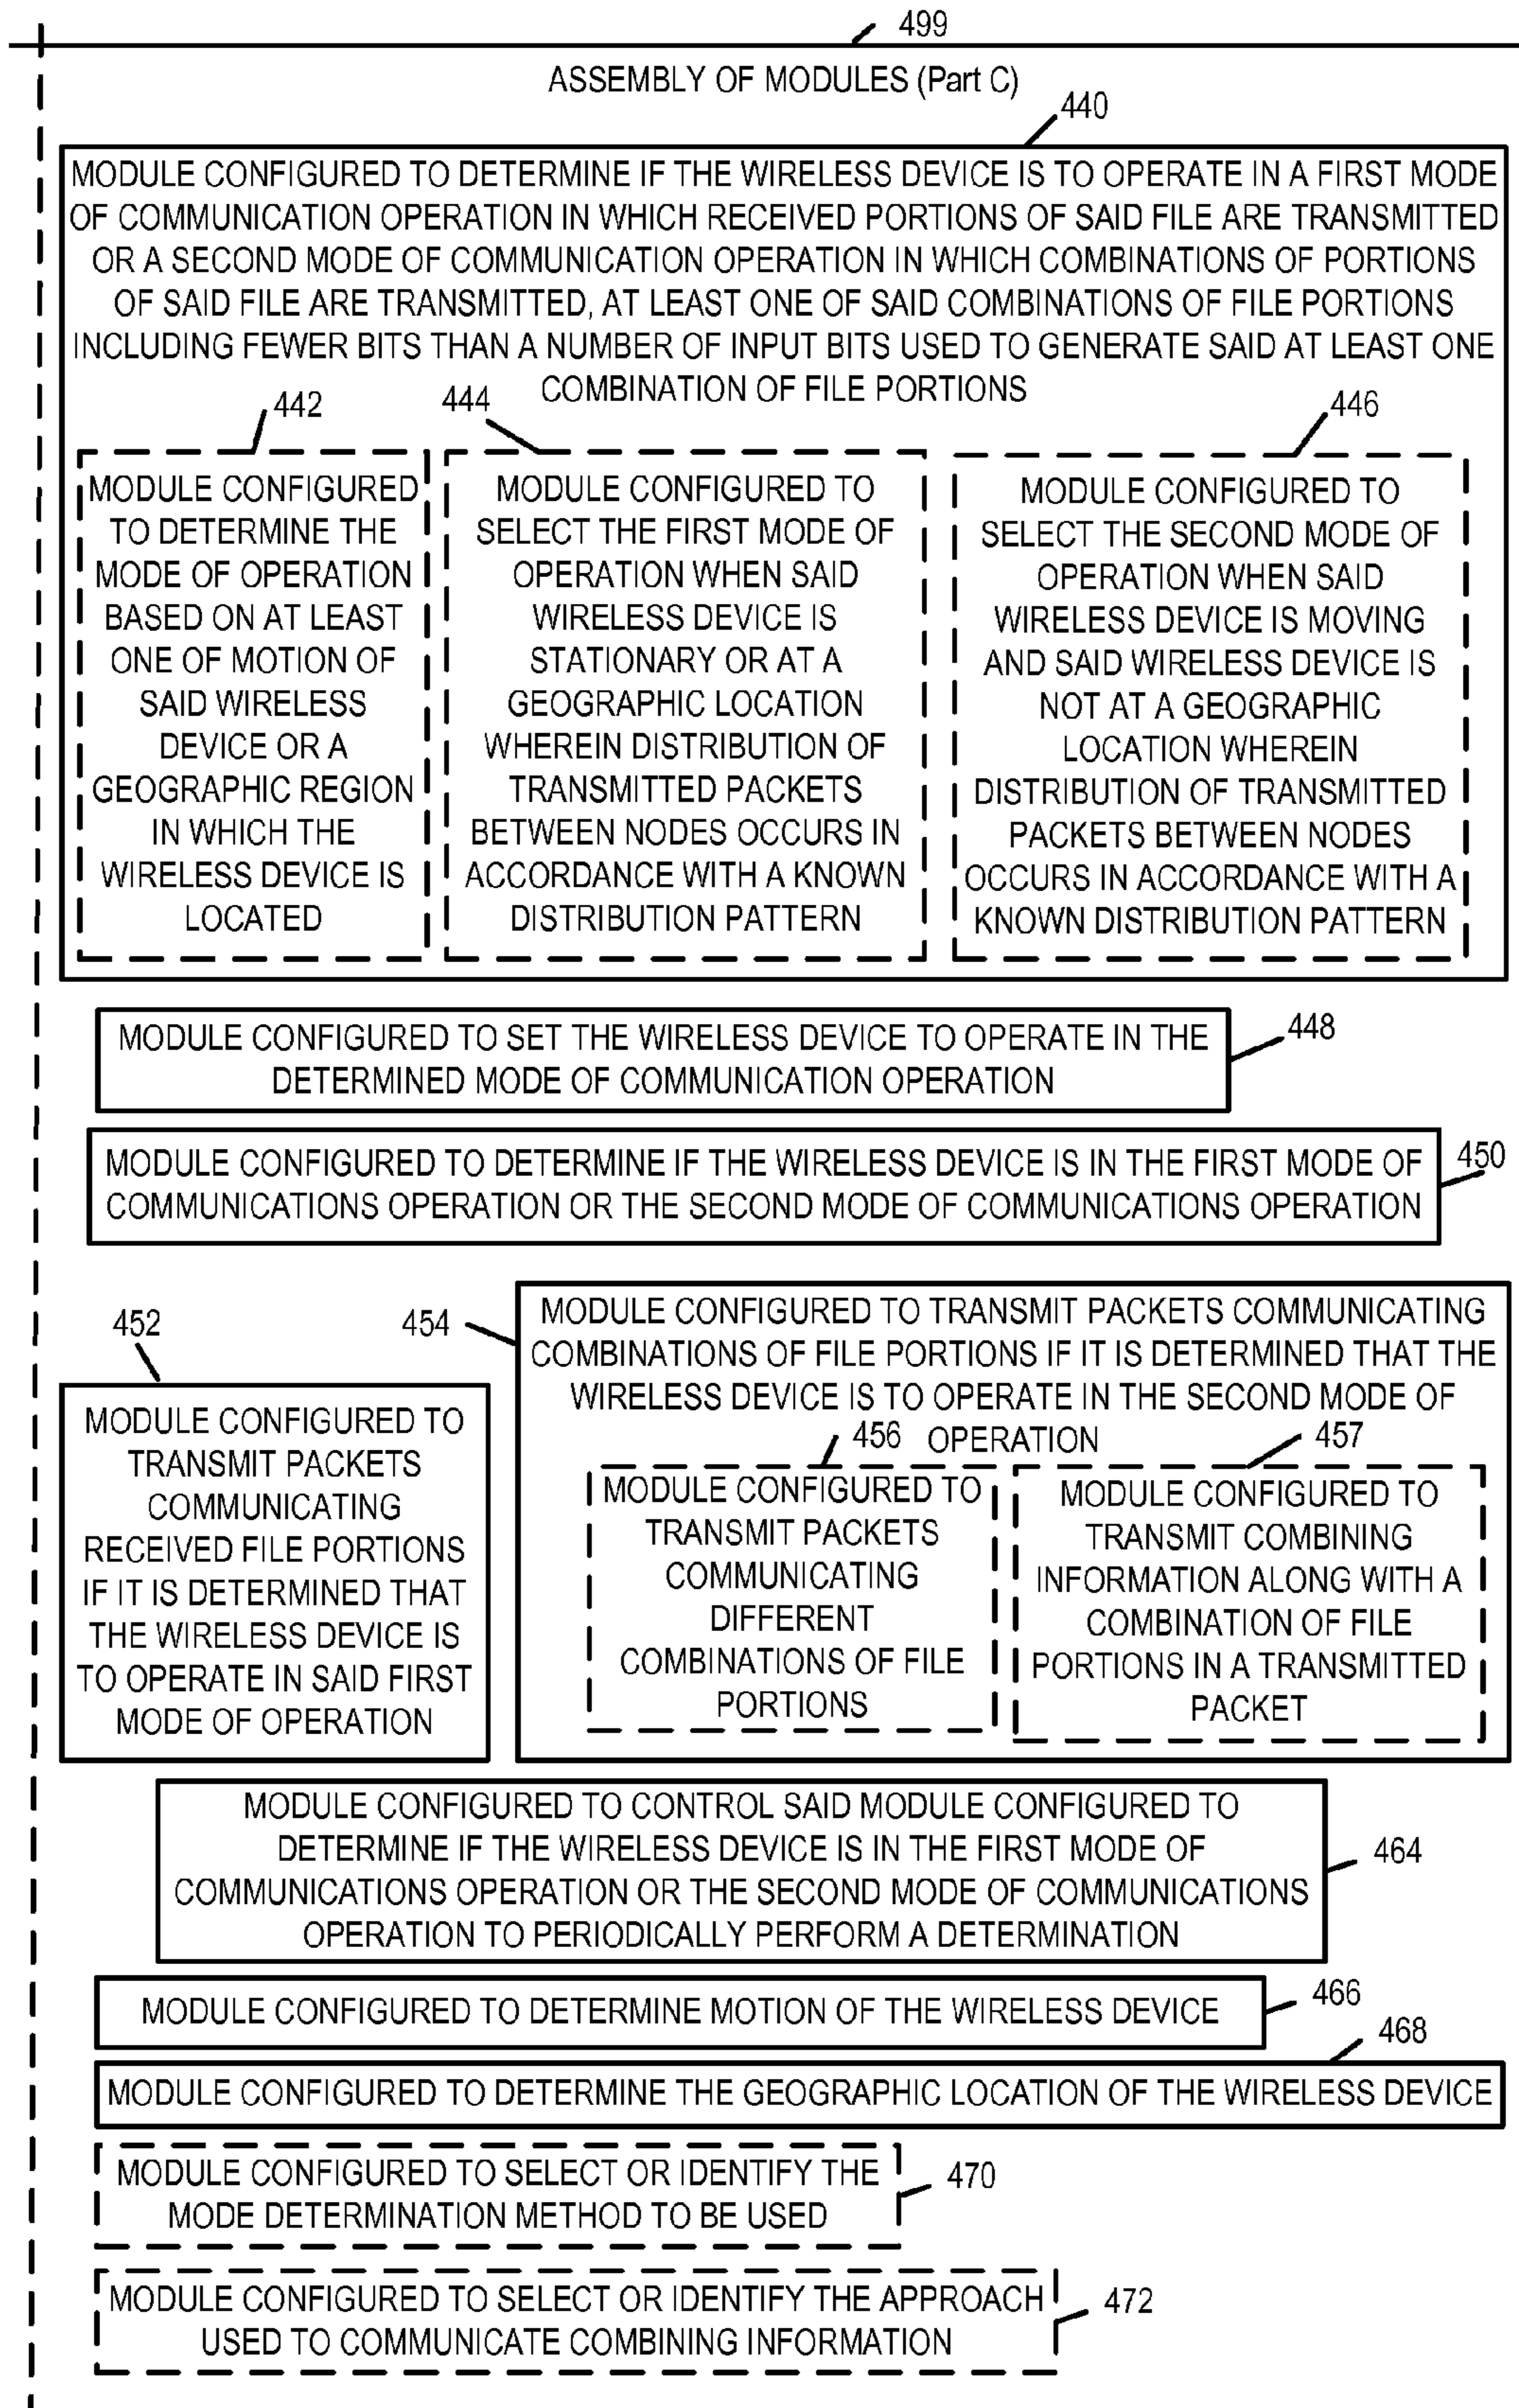 499
ASSEMBLY OF MODULES (Part C)
440
MODULE CONFIGURED TO DETERMINE IF THE WIRELESS DEVICE IS TO OPERATE IN A FIRST MODE
OF COMMUNICATION OPERATION IN WHICH RECEIVED PORTIONS OF SAID FILE ARE TRANSMITTED
OR A SECOND MODE OF COMMUNICATION OPERATION IN WHICH COMBINATIONS OF PORTIONS
OF SAID FILE ARE TRANSMITTED, AT LEAST ONE OF SAID COMBINATIONS OF FILE PORTIONS
INCLUDING FEWER BITS THAN A NUMBER OF INPUT BITS USED TO GENERATE SAID AT LEAST ONE
COMBINATION OF FILE PORTIONS
442
MODULE CONFIGURED
TO DETERMINE THE
MODE OF OPERATION
BASED ON AT LEAST
ONE OF MOTION OF
SAID WIRELESS
DEVICE OR A
GEOGRAPHIC REGION
IN WHICH THE
WIRELESS DEVICE IS
LOCATED
444
MODULE CONFIGURED TO
SELECT THE FIRST MODE OF
OPERATION WHEN SAID
WIRELESS DEVICE IS
STATIONARY OR AT A
GEOGRAPHIC LOCATION
WHEREIN DISTRIBUTION OF
TRANSMITTED PACKETS
BETWEEN NODES OCCURS IN
ACCORDANCE WITH A KNOWN
DISTRIBUTION PATTERN
446
MODULE CONFIGURED TO
SELECT THE SECOND MODE OF
OPERATION WHEN SAID
WIRELESS DEVICE IS MOVING
AND SAID WIRELESS DEVICE IS
NOT AT A GEOGRAPHIC
LOCATION WHEREIN
DISTRIBUTION OF TRANSMITTED
PACKETS BETWEEN NODES
OCCURS IN ACCORDANCE WITH A
KNOWN DISTRIBUTION PATTERN
MODULE CONFIGURED TO SET THE WIRELESS DEVICE TO OPERATE IN THE
DETERMINED MODE OF COMMUNICATION OPERATION
448
MODULE CONFIGURED TO DETERMINE IF THE WIRELESS DEVICE IS IN THE FIRST MODE OF
COMMUNICATIONS OPERATION OR THE SECOND MODE OF COMMUNICATIONS OPERATION
450
452
MODULE CONFIGURED TO
TRANSMIT PACKETS
COMMUNICATING
RECEIVED FILE PORTIONS
IF IT IS DETERMINED THAT
THE WIRELESS DEVICE IS
TO OPERATE IN SAID FIRST
MODE OF OPERATION
454
MODULE CONFIGURED TO TRANSMIT PACKETS COMMUNICATING
COMBINATIONS OF FILE PORTIONS IF IT IS DETERMINED THAT THE
WIRELESS DEVICE IS TO OPERATE IN THE SECOND MODE OF
OPERATION
456
MODULE CONFIGURED TO
TRANSMIT PACKETS
COMMUNICATING
DIFFERENT
COMBINATIONS OF FILE
PORTIONS
457
MODULE CONFIGURED TO
TRANSMIT COMBINING
INFORMATION ALONG WITH A
COMBINATION OF FILE
PORTIONS IN A TRANSMITTED
PACKET
MODULE CONFIGURED TO CONTROL SAID MODULE CONFIGURED TO
DETERMINE IF THE WIRELESS DEVICE IS IN THE FIRST MODE OF
COMMUNICATIONS OPERATION OR THE SECOND MODE OF COMMUNICATIONS
OPERATION TO PERIODICALLY PERFORM A DETERMINATION
464
MODULE CONFIGURED TO DETERMINE MOTION OF THE WIRELESS DEVICE
466
468
MODULE CONFIGURED TO DETERMINE THE GEOGRAPHIC LOCATION OF THE WIRELESS DEVICE
MODULE CONFIGURED TO SELECT OR IDENTIFY THE
MODE DETERMINATION METHOD TO BE USED
470
MODULE CONFIGURED TO SELECT OR IDENTIFY THE APPROACH
USED TO COMMUNICATE COMBINING INFORMATION
472